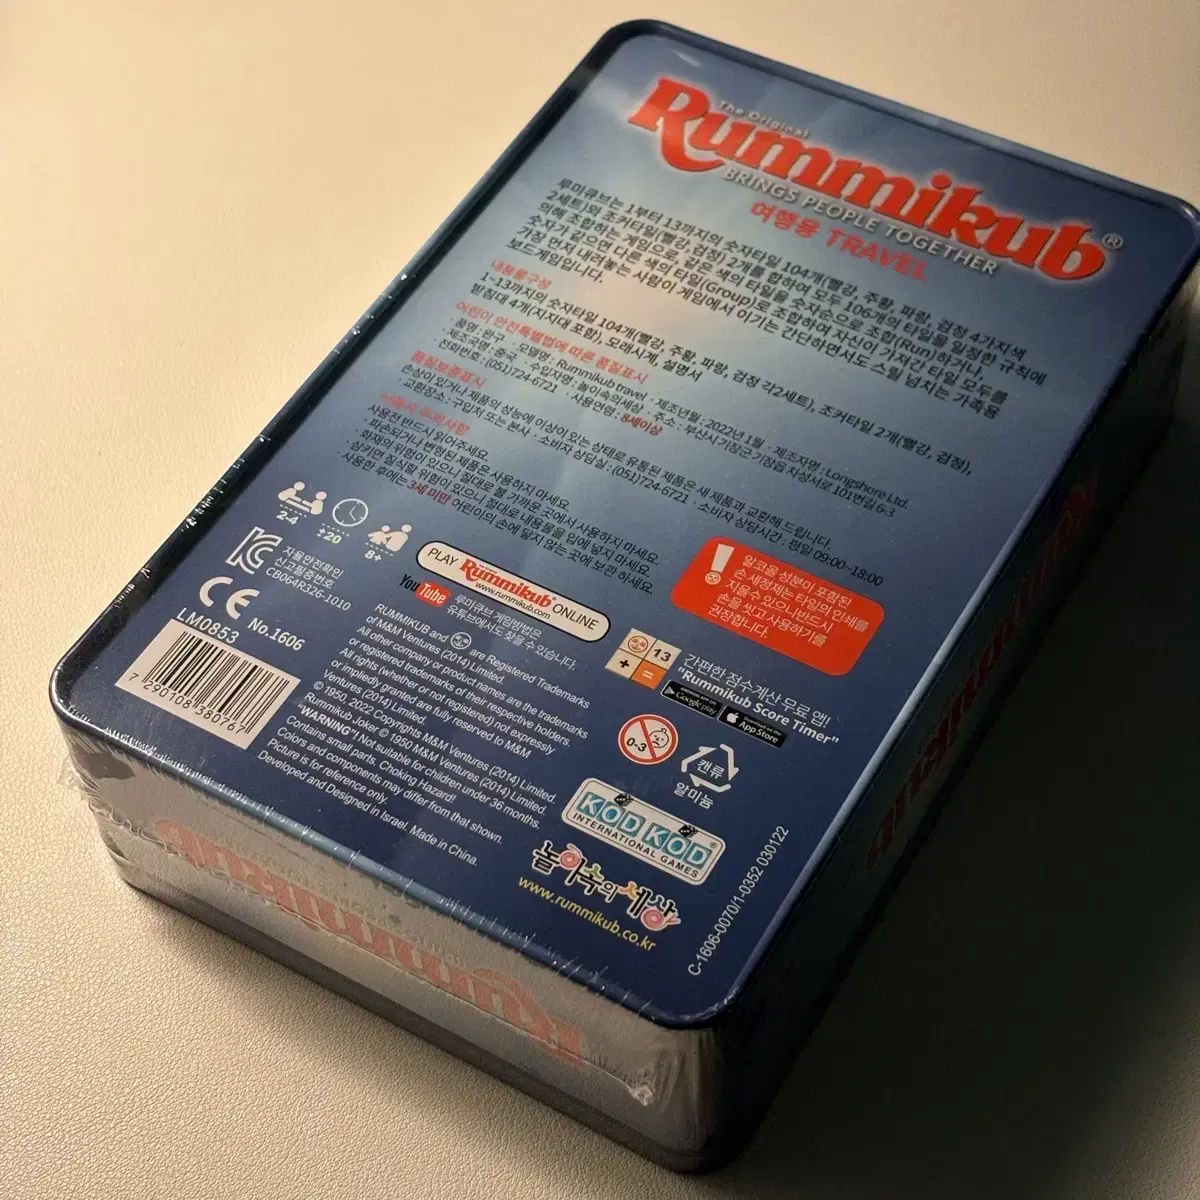 The Original
Rummikub®
BRINGS PEOPLE TOGETHER
여행용 TRAVEL
루미큐브는 1부터 13까지의 숫자타일 104개(빨강, 주황, 파랑, 검정 4가지 색
2세트)와 조커타일(빨강 검정) 2개를 합하여 모두 106개의 타일을 일정한 규칙에
의해 조합하는 게임으로 같은 색의 타일을 숫자순으로 조합(Run)하거나,
숫자가 같으면 다른 색의 타일(Group)로 조합하여 자신이 가져간 타일 모두를
가장 먼저 내려놓는 사람이 게임에서 이기는 간단하면서도 스릴 넘치는 가족용
보드게임입니다.
내용물구성
1~13까지의 숫자타일 104개(빨강, 주황, 파랑, 검정 각2세트), 조커타일 2개(빨강, 검정),
받침대 4개(지지대 포함), 모래시계, 설명서
어린이 안전특별법에 따른 품질표시
· 품명 : 완구 · 모델명 : Rummikub travel · 제조년월 : 2022년 1월 · 제조자명 : Longshore Ltd.
· 제조국명 : 중국 · 수입자명 : 놀이속의세상 · 주소 : 부산시 기장군 기장읍 차성서로 101번길 6-3
· 전화번호 : (051)724-6721 · 사용연령 : 8세이상
품질보증표시
손상이 있거나 제품의 성능에 이상이 있는 상태로 유통된 제품은 새 제품과 교환해 드립니다.
· 교환장소 : 구입처 또는 본사 · 소비자 상담실 : (051)724-6721 · 소비자 상담시간 : 평일 09:00~18:00
사용상 주의사항
사용전 반드시 읽어주세요.
· 파손되거나 변형된 제품은 사용하지 마세요.
· 화재의 위험이 있으니 절대로 불 가까운 곳에서 사용하지 마세요.
· 삼키면 질식할 위험이 있으니 절대로 내용물을 입에 넣지 마세요.
· 사용한 후에는 3세 미만 어린이의 손에 닿지 않는 곳에 보관 하세요.
2-4
±20
8+
자율안전확인
신고필증번호
CB064R326-1010
CE No.1606
LM0853
7 290108 380767
PLAY Rummikub ONLINE
www.rummikub.com
YouTube 루미큐브 게임방법은
유튜브에서도 찾을 수 있습니다.
RUMMIKUB and are Registered Trademarks
of M&M Ventures (2014) Limited.
All other company or product names are the trademarks
or registered trademarks of their respective holders.
All rights (whether or not registered) not expressly
or impliedly granted are fully reserved to M&M
Ventures (2014) Limited.
© 1950, 2022 Copyrights M&M Ventures (2014) Limited.
Rummikub Joker © 1950 M&M Ventures (2014) Limited.
"WARNING"! Not suitable for children under 36 months.
Contains small parts. Choking Hazard!
Colors and components may differ from that shown.
Picture is for reference only.
Developed and Designed in Israel. Made in China.
! 알코올 성분이 포함된
손 세정제는 타일의 인쇄를
지울수 있으니 반드시
손을 씻고 사용하기를
권장합니다.
13
+ =
간편한 점수계산 무료 앱!
"Rummikub Score Timer"
Google play
App Store
0-3
캔류
알미늄
KOD KOD
INTERNATIONAL GAMES
놀이속의세상
www.rummikub.co.kr
C-1606-0070/1-0352 030122
Rummikub
Rummikub